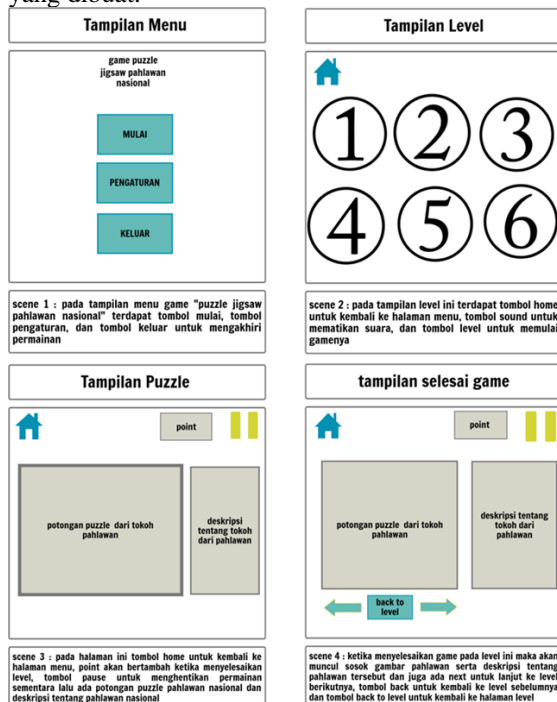 yang dibuat.
Tampilan Menu
game puzzle
jigsaw pahlawan
nasional
MULAI
PENGATURAN
KELUAR
scene 1 : pada tampilan menu game "puzzle jigsaw
pahlawan nasional" terdapat tombol mulai, tombol
pengaturan, dan tombol keluar untuk mengakhiri
permainan
Tampilan Level
1 2 3
4 5 6
scene 2 : pada tampilan level ini terdapat tombol home
untuk kembali ke halaman menu, tombol sound untuk
mematikan suara, dan tombol level untuk memulai
gamenya
Tampilan Puzzle
point
potongan puzzle dari tokoh
pahlawan
deskripsi
tentang tokoh
dari pahlawan
scene 3 : pada halaman ini tombol home untuk kembali ke
halaman menu, point akan bertambah ketika menyelesaikan
level, tombol pause untuk menghentikan permainan
sementara lalu ada potongan puzzle pahlawan nasional dan
deskripsi tentang pahlawan nasional
tampilan selesai game
point
potongan puzzle dari tokoh
pahlawan
deskripsi tentang
tokoh dari
pahlawan
back to
level
scene 4 : ketika menyelesaikan game pada level ini maka akan
muncul sosok gambar pahlawan serta deskripsi tentang
pahlawan tersebut dan juga ada next untuk lanjut ke level
berikutnya, tombol back untuk kembali ke level sebelumnya
dan tombol back to level untuk kembali ke halaman level